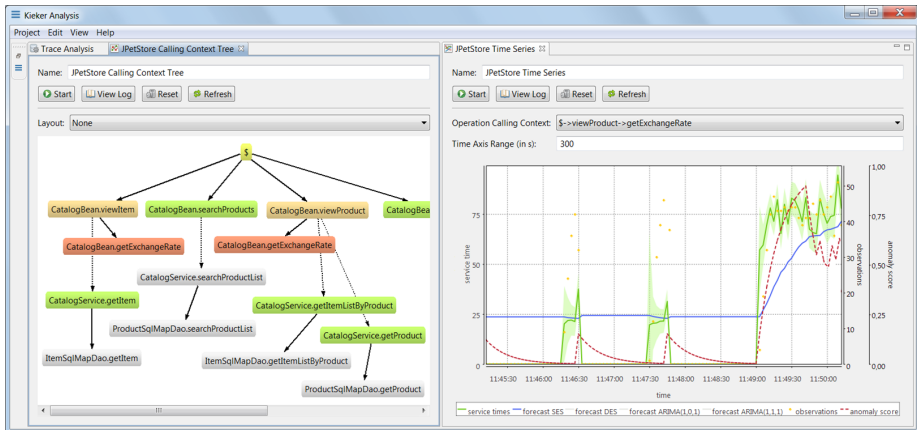 Kieker Analysis
Project Edit View Help
Trace Analysis JPetStore Calling Context Tree
Name: JPetStore Calling Context Tree
Start View Log Reset Refresh
Layout: None
$
CatalogBean.viewItem CatalogBean.searchProducts CatalogBean.viewProduct CatalogBean
CatalogBean.getExchangeRate CatalogBean.getExchangeRate
CatalogService.searchProductList
CatalogService.getItem CatalogService.getItemListByProduct
ProductSqlMapDao.searchProductList CatalogService.getProduct
ItemSqlMapDao.getItem ItemSqlMapDao.getItemListByProduct
ProductSqlMapDao.getProduct
JPetStore Time Series
Name: JPetStore Time Series
Start View Log Reset Refresh
Operation Calling Context: $->viewProduct->getExchangeRate
Time Axis Range (in s): 300
service time
75
50
25
0
50
40
30
20
10
0
observations
1,00
0,75
0,50
0,25
0,00
anomaly score
11:45:30 11:46:00 11:46:30 11:47:00 11:47:30 11:48:00 11:48:30 11:49:00 11:49:30 11:50:00
time
service times forecast SES forecast DES forecast ARIMA(1,0,1) forecast ARIMA(1,1,1) observations anomaly score